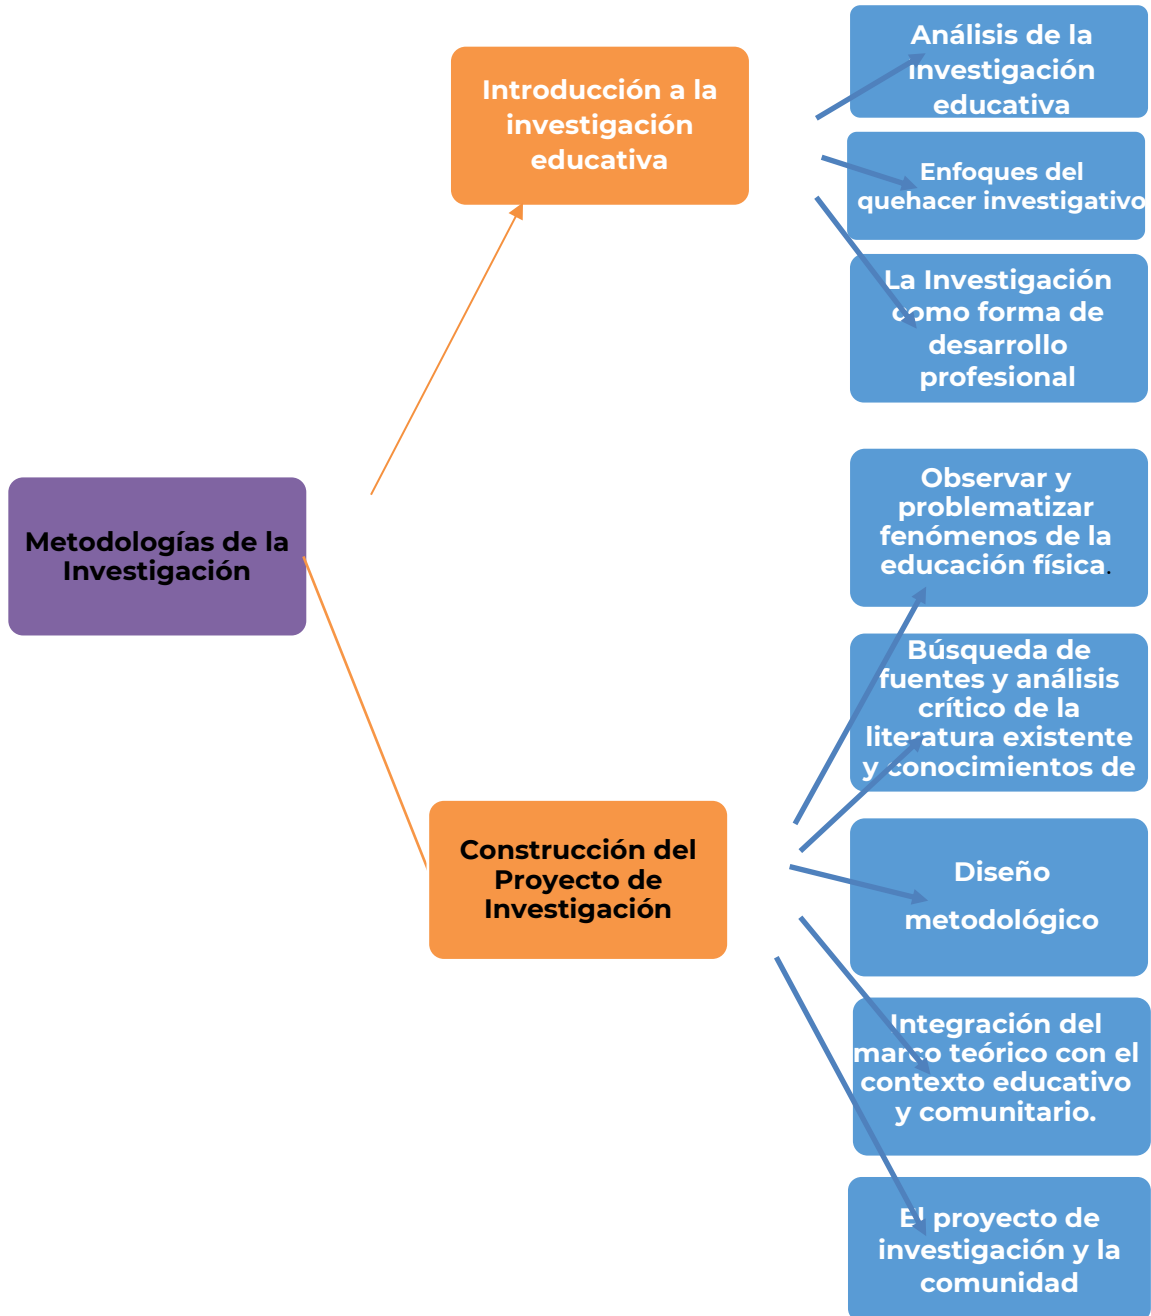 Introducción a la
investigación
educativa
Análisis de la
investigación
educativa
Enfoques del
quehacer investigativo
La Investigación
como forma de
desarrollo
profesional
Metodologías de la
Investigación
Observar y
problematizar
fenómenos de la
educación física.
Búsqueda de
fuentes y análisis
crítico de la
literatura existente
y conocimientos de
Construcción del
Proyecto de
Investigación
Diseño
metodológico
Integración del
marco teórico con el
contexto educativo
y comunitario.
El proyecto de
investigación y la
comunidad